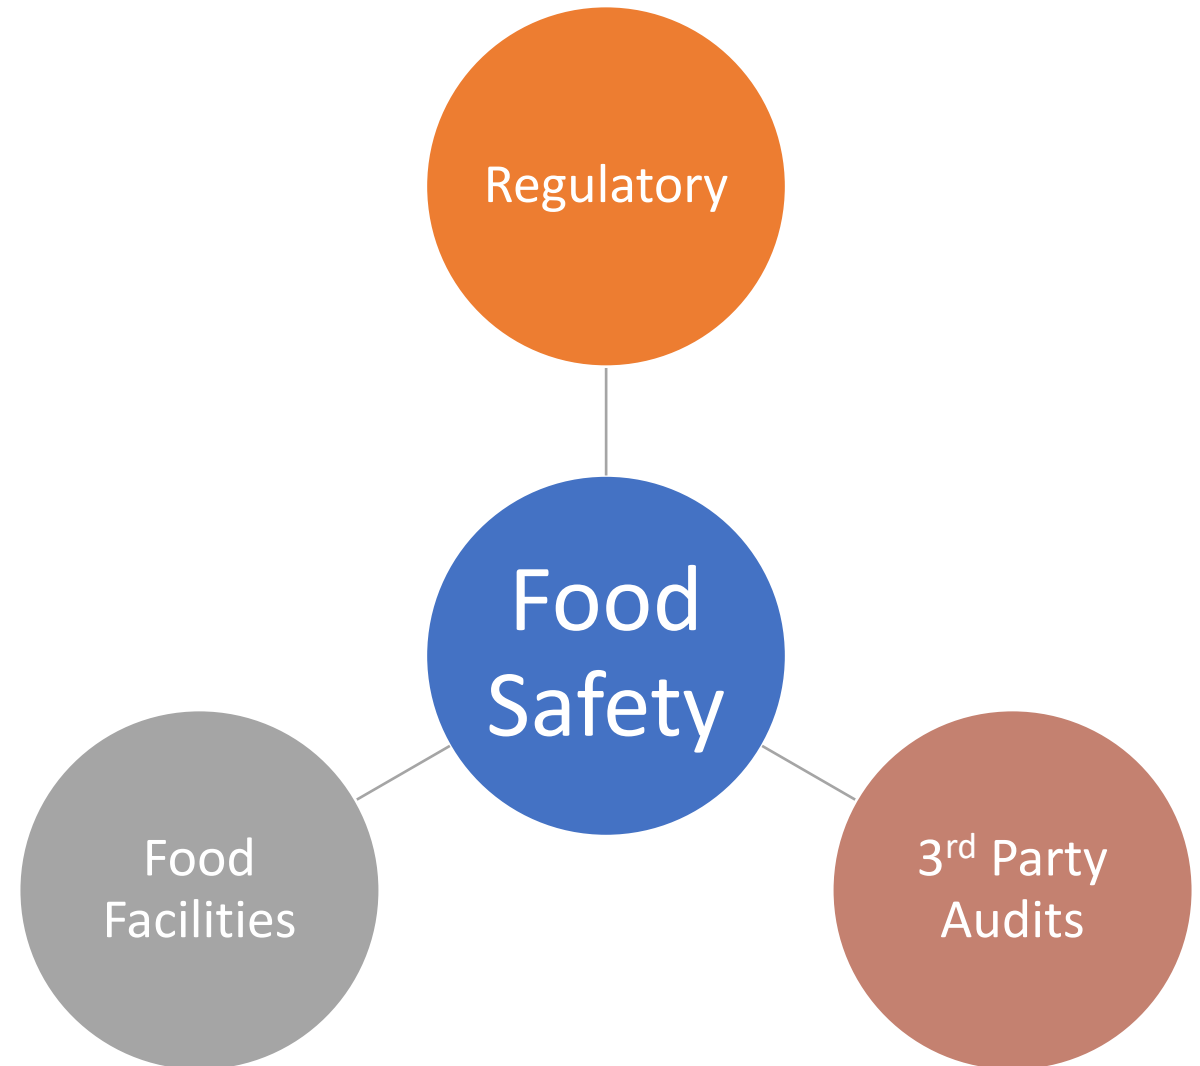 Regulatory
Food
Safety
Food
Facilities
3rd Party
Audits